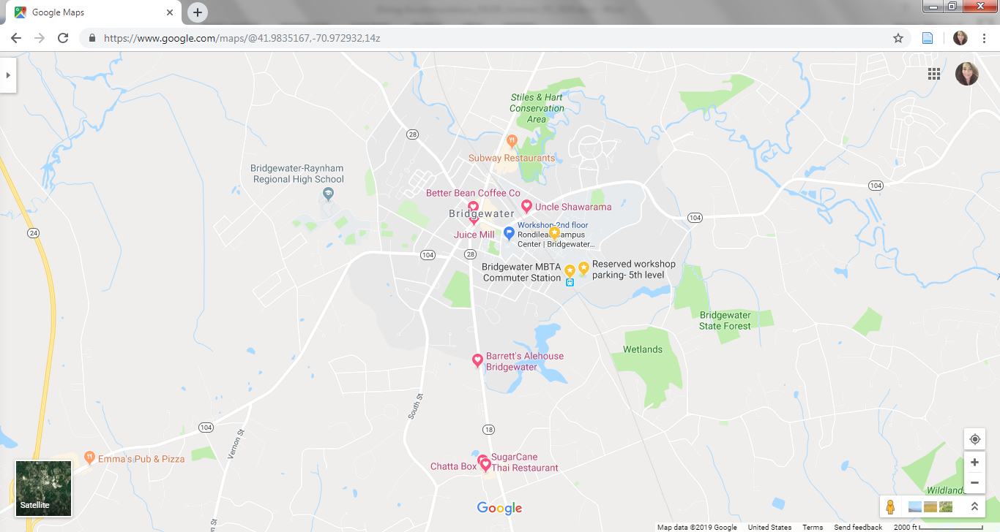 Google Maps
https://www.google.com/maps/@41.9835167,-70.972932,14z
Stiles & Hart
Conservation
Area
28
Subway Restaurants
Bridgewater-Raynham
Regional High School
104
Better Bean Coffee Co
Uncle Shawarama
Bridgewater
104
24
Juice Mill
Workshop-2nd floor
Rondilea
ampus
Center | Bridgewater...
104
28
Bridgewater MBTA
Commuter Station
Reserved workshop
parking- 5th level
Bridgewater
State Forest
Wetlands
Barrett's Alehouse
Bridgewater
South St
104
18
Vernon St
Emma's Pub & Pizza
Chatta Box
SugarCane
Thai Restaurant
Wildlands
Satellite
Google
n St
Map data ©2019 Google
United States
Terms
Send feedback
2000 ft